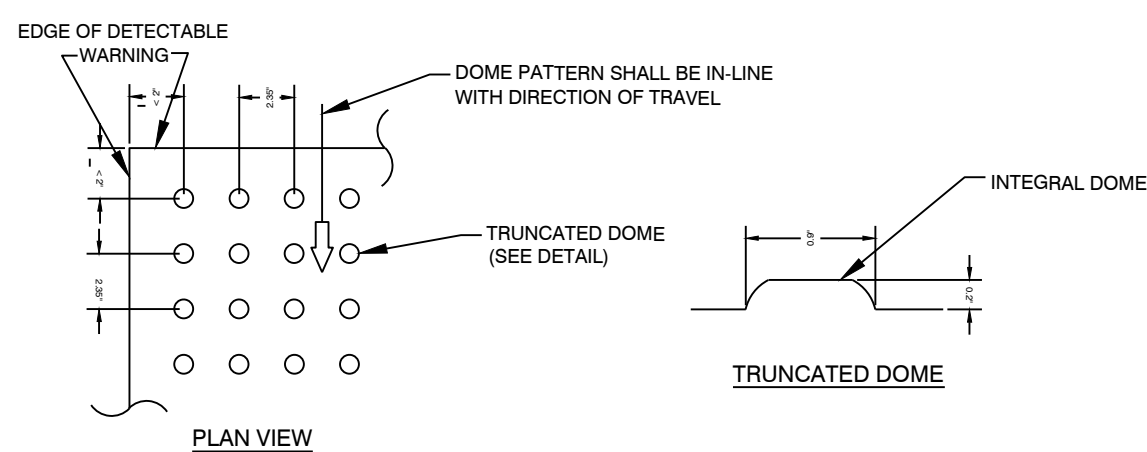 EDGE OF DETECTABLE
WARNING
< 2"
2.35"
DOME PATTERN SHALL BE IN-LINE
WITH DIRECTION OF TRAVEL
< 2"
2.35"
TRUNCATED DOME
(SEE DETAIL)
PLAN VIEW
0.9"
INTEGRAL DOME
0.2"
TRUNCATED DOME